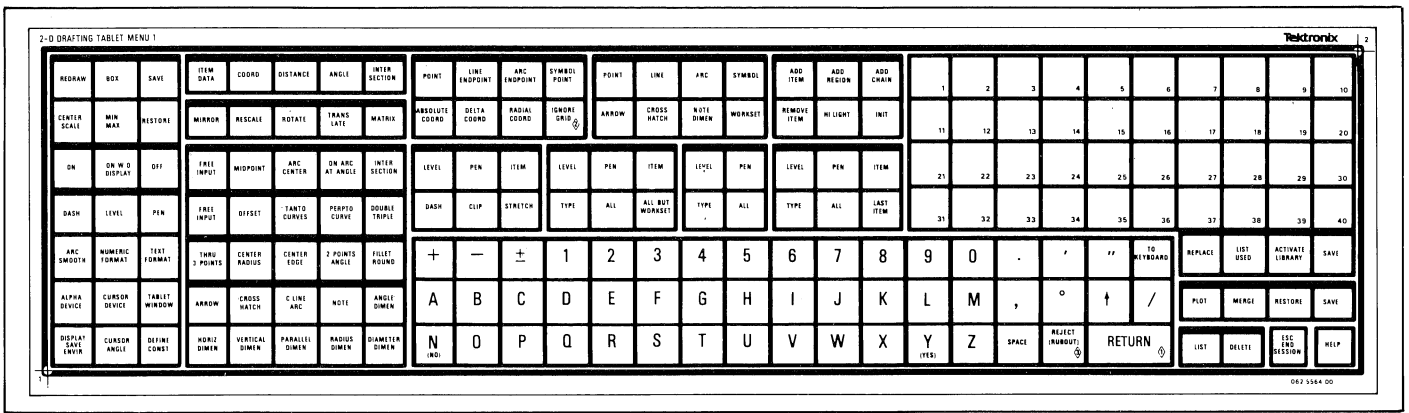 2-D DRAFTING TABLET MENU 1
Tektronix
2
REDRAW BOX SAVE
ITEM DATA COORD DISTANCE ANGLE INTER SECTION
POINT LINE ENDPOINT ARC ENDPOINT SYMBOL POINT
POINT LINE ARC SYMBOL
ADD ITEM ADD REGION ADD CHAIN
1 2 3 4 5 6 7 8 9 10
CENTER SCALE MIN MAX RESTORE
MIRROR RESCALE ROTATE TRANS LATE MATRIX
ABSOLUTE COORD DELTA COORD RADIAL COORD IGNORE GRID 2
ARROW CROSS HATCH NOTE DIMEN WORKSET
REMOVE ITEM HI LIGHT INIT
11 12 13 14 15 16 17 18 19 20
ON ON W O DISPLAY OFF
FREE INPUT MIDPOINT ARC CENTER ON ARC AT ANGLE INTER SECTION
LEVEL PEN ITEM LEVEL PEN ITEM LEVEL PEN LEVEL PEN ITEM
21 22 23 24 25 26 27 28 29 30
DASH LEVEL PEN
FREE INPUT OFFSET TANTO CURVES PERPTO CURVE DOUBLE TRIPLE
DASH CLIP STRETCH TYPE ALL ALL BUT WORKSET TYPE ALL TYPE ALL LAST ITEM
31 32 33 34 35 36 37 38 39 40
ARC SMOOTH NUMERIC FORMAT TEXT FORMAT
THRU 3 POINTS CENTER RADIUS CENTER EDGE 2 POINTS ANGLE FILLET ROUND
+ — ± 1 2 3 4 5 6 7 8 9 0 . ' " TO KEYBOARD
REPLACE LIST USED ACTIVATE LIBRARY SAVE
ALPHA DEVICE CURSOR DEVICE TABLET WINDOW
ARROW CROSS HATCH C LINE ARC NOTE ANGLE DIMEN
A B C D E F G H I J K L M , ° ↑ /
PLOT MERGE RESTORE SAVE
DISPLAY SAVE ENVIR CURSOR ANGLE DEFINE CONST
HORIZ DIMEN VERTICAL DIMEN PARALLEL DIMEN RADIUS DIMEN DIAMETER DIMEN
N (NO) O P Q R S T U V W X Y (YES) Z SPACE REJECT (RUBOUT) 3 RETURN 1
LIST DELETE ESC END SESSION HELP
1
062 5564 00